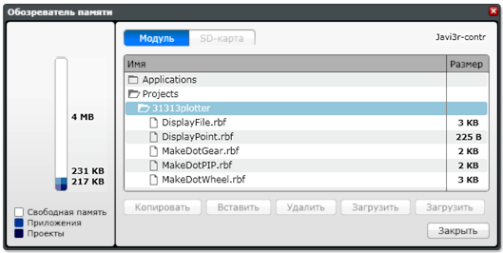 Обозреватель памяти
Модуль
SD-карта
Javi3r-contr
Имя
Размер
Applications
Projects
31313plotter
DisplayFile.rbf 3 KB
DisplayPoint.rbf 225 B
MakeDotGear.rbf 2 KB
MakeDotPIP.rbf 2 KB
MakeDotWheel.rbf 3 KB
4 MB
231 KB
217 KB
Свободная память
Приложения
Проекты
Копировать
Вставить
Удалить
Загрузить
Загрузить
Закрыть